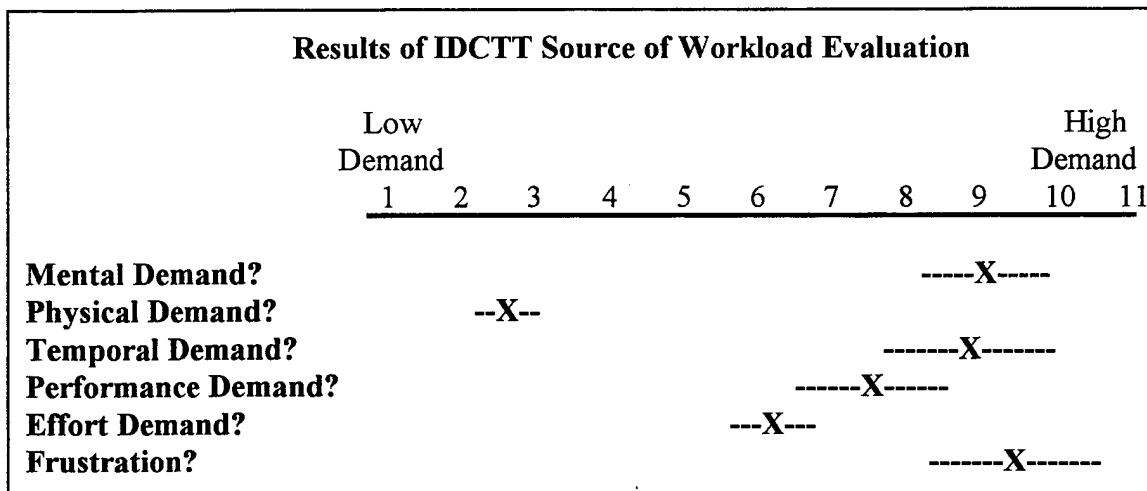 Results of IDCTT Source of Workload Evaluation
Low High
Demand Demand
1 2 3 4 5 6 7 8 9 10 11
Mental Demand? -----X-----
Physical Demand? --X--
Temporal Demand? -------X-------
Performance Demand? ------X------
Effort Demand? ---X---
Frustration? -------X-------